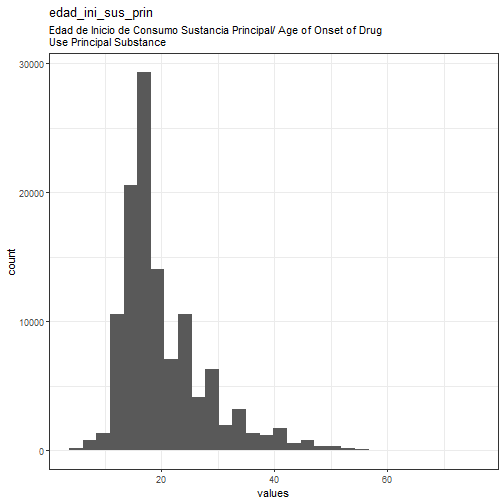 edad_ini_sus_prin
Edad de Inicio de Consumo Sustancia Principal/ Age of Onset of Drug
Use Principal Substance
30000
20000
10000
0
count
20
40
60
values